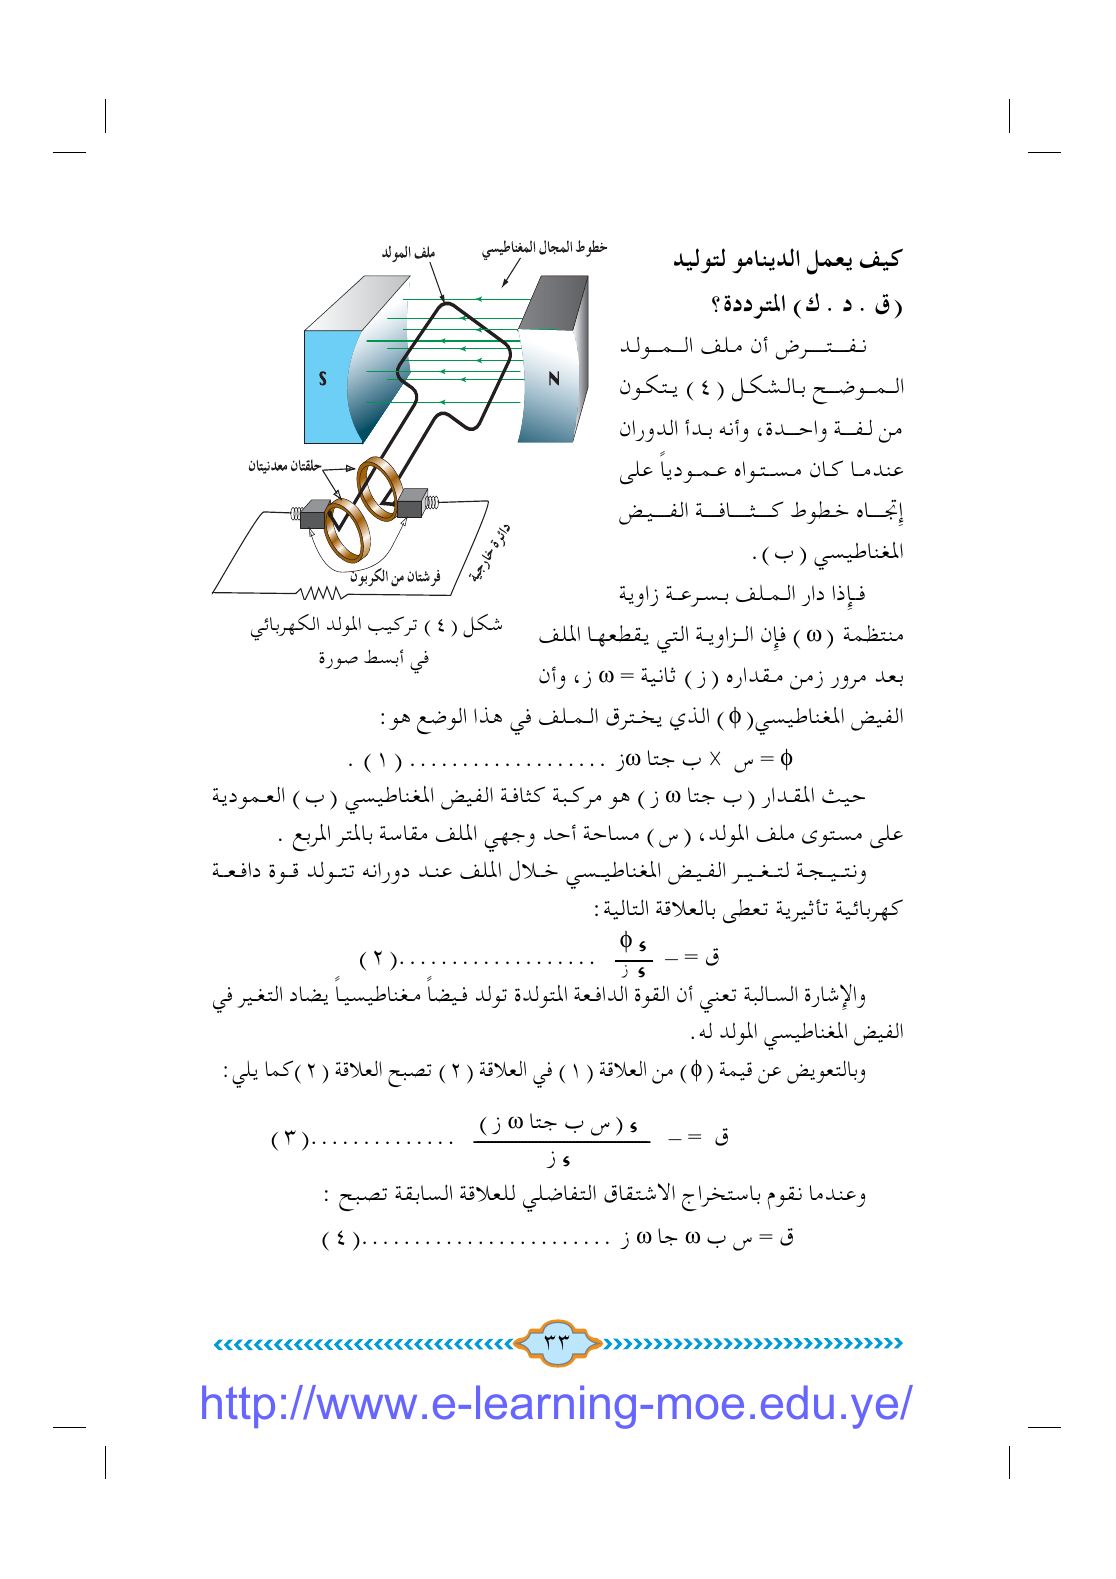 كيف يعمل الدينامو لتوليد
(ق . د . ك) المترددة؟
نفترض أن ملف المولد
الموضح بالشكل (٤) يتكون
من لفة واحدة، وأنه بدأ الدوران
عندما كان مستواه عمودياً على
إتجاه خطوط كثافة الفيض
المغناطيسي (ب).
فإذا دار الملف بسرعة زاوية
منتظمة (ω) فإن الزاوية التي يقطعها الملف
بعد مرور زمن مقداره (ز) ثانية = ω ز، وأن
خطوط المجال المغناطيسي
ملف المولد
S
N
حلقتان معدنيتان
فرشتان من الكربون
دائرة خارجية
شكل (٤) تركيب المولد الكهربائي
في أبسط صورة
الفيض المغناطيسي(ϕ) الذي يخترق الملف في هذا الوضع هو:
ϕ = س × ب جتا ωز ................... (١) .
حيث المقدار (ب جتا ω ز) هو مركبة كثافة الفيض المغناطيسي (ب) العمودية
على مستوى ملف المولد، (س) مساحة أحد وجهي الملف مقاسة بالمتر المربع .
ونتيجة لتغير الفيض المغناطيسي خلال الملف عند دورانه تتولد قوة دافعة
كهربائية تأثيرية تعطى بالعلاقة التالية:
ء ϕ
ق = – ...................(٢)
ء ز
والإشارة السالبة تعني أن القوة الدافعة المتولدة تولد فيضاً مغناطيسياً يضاد التغير في
الفيض المغناطيسي المولد له.
وبالتعويض عن قيمة (ϕ) من العلاقة (١) في العلاقة (٢) تصبح العلاقة (٢)كما يلي:
ء (س ب جتا ω ز)
ق = – ..............(٣)
ء ز
وعندما نقوم باستخراج الاشتقاق التفاضلي للعلاقة السابقة تصبح :
ق = س ب ω جا ω ز ........................(٤)
٣٣
http://www.e-learning-moe.edu.ye/